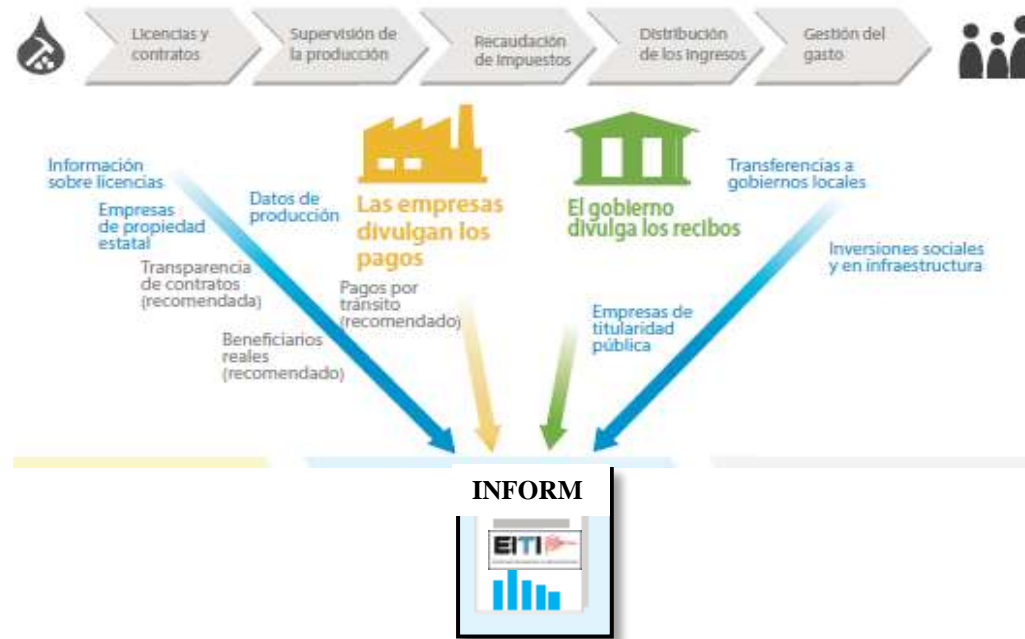 Licencias y
contratos
Supervisión de
la producción
Recaudación
de Impuestos
Distribución
de los Ingresos
Gestión del
gasto
Información
sobre licencias
Empresas
de propiedad
estatal
Transparencia
de contratos
(recomendada)
Beneficiarios
reales
(recomendado)
Datos de
producción
Las empresas
divulgan los
pagos
Pagos por
tránsito
(recomendado)
El gobierno
divulga los recibos
Empresas de
titularidad
pública
Transferencias a
gobiernos locales
Inversiones sociales
y en infraestructura
INFORM
EITI